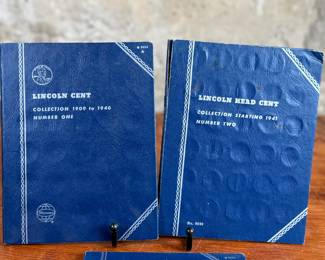 LINCOLN CENT
COLLECTION 1909 to 1940
NUMBER ONE
LINCOLN HEAD CENT
COLLECTION STARTING 1941
NUMBER TWO